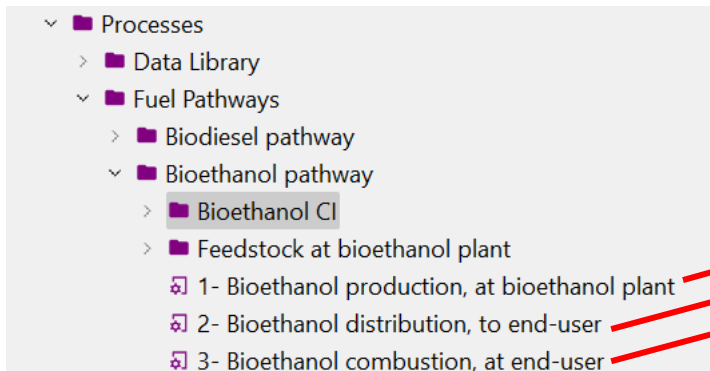 Processes
Data Library
Fuel Pathways
Biodiesel pathway
Bioethanol pathway
Bioethanol CI
Feedstock at bioethanol plant
1- Bioethanol production, at bioethanol plant
2- Bioethanol distribution, to end-user
3- Bioethanol combustion, at end-user